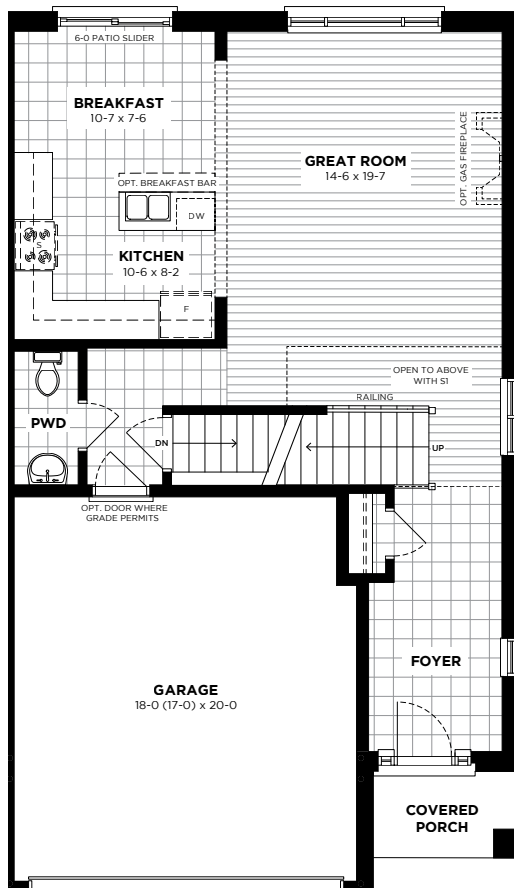 6-0 PATIO SLIDER
BREAKFAST
10-7 x 7-6
GREAT ROOM
14-6 x 19-7
OPT. GAS FIREPLACE
OPT. BREAKFAST BAR
DW
S
KITCHEN
10-6 x 8-2
F
OPEN TO ABOVE
WITH S1
RAILING
PWD
DN
UP
OPT. DOOR WHERE
GRADE PERMITS
FOYER
GARAGE
18-0 (17-0) x 20-0
COVERED
PORCH